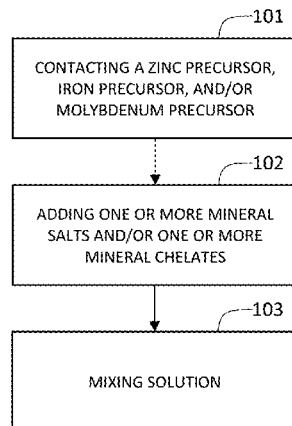 101
CONTACTING A ZINC PRECURSOR,
IRON PRECURSOR, AND/OR
MOLYBDENUM PRECURSOR
102
ADDING ONE OR MORE MINERAL
SALTS AND/OR ONE OR MORE
MINERAL CHELATES
103
MIXING SOLUTION